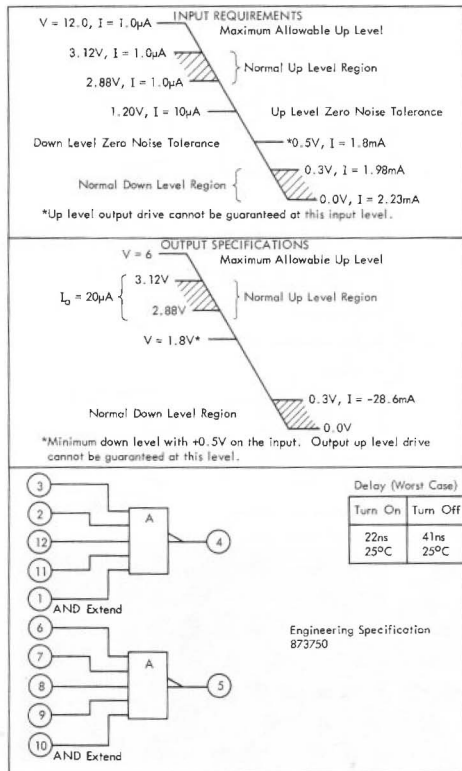 INPUT REQUIREMENTS
V = 12.0, I = 1.0µA
Maximum Allowable Up Level
3.12V, I = 1.0µA
Normal Up Level Region
2.88V, I = 1.0µA
1.20V, I = 10µA
Up Level Zero Noise Tolerance
Down Level Zero Noise Tolerance
*0.5V, I = 1.8mA
0.3V, I = 1.98mA
Normal Down Level Region
0.0V, I = 2.23mA
*Up level output drive cannot be guaranteed at this input level.
OUTPUT SPECIFICATIONS
V = 6
Maximum Allowable Up Level
3.12V
Io = 20µA
Normal Up Level Region
2.88V
V = 1.8V*
0.3V, I = -28.6mA
Normal Down Level Region
0.0V
*Minimum down level with +0.5V on the input. Output up level drive
cannot be guaranteed at this level.
3
2
A
12
4
11
1
AND Extend
Delay (Worst Case)
Turn On Turn Off
22ns 41ns
25°C 25°C
6
7
A
8
5
9
10
AND Extend
Engineering Specification
873750